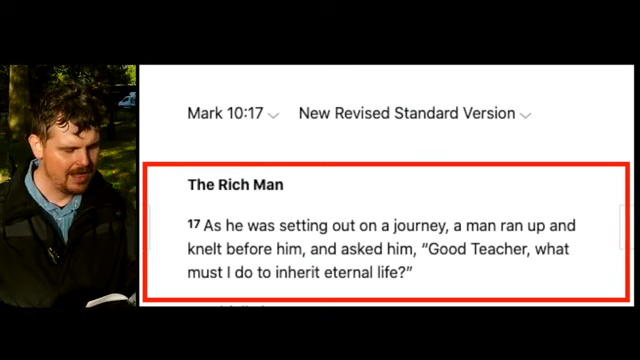 Mark 10:17 New Revised Standard Version
The Rich Man
17 As he was setting out on a journey, a man ran up and
knelt before him, and asked him, “Good Teacher, what
must I do to inherit eternal life?”